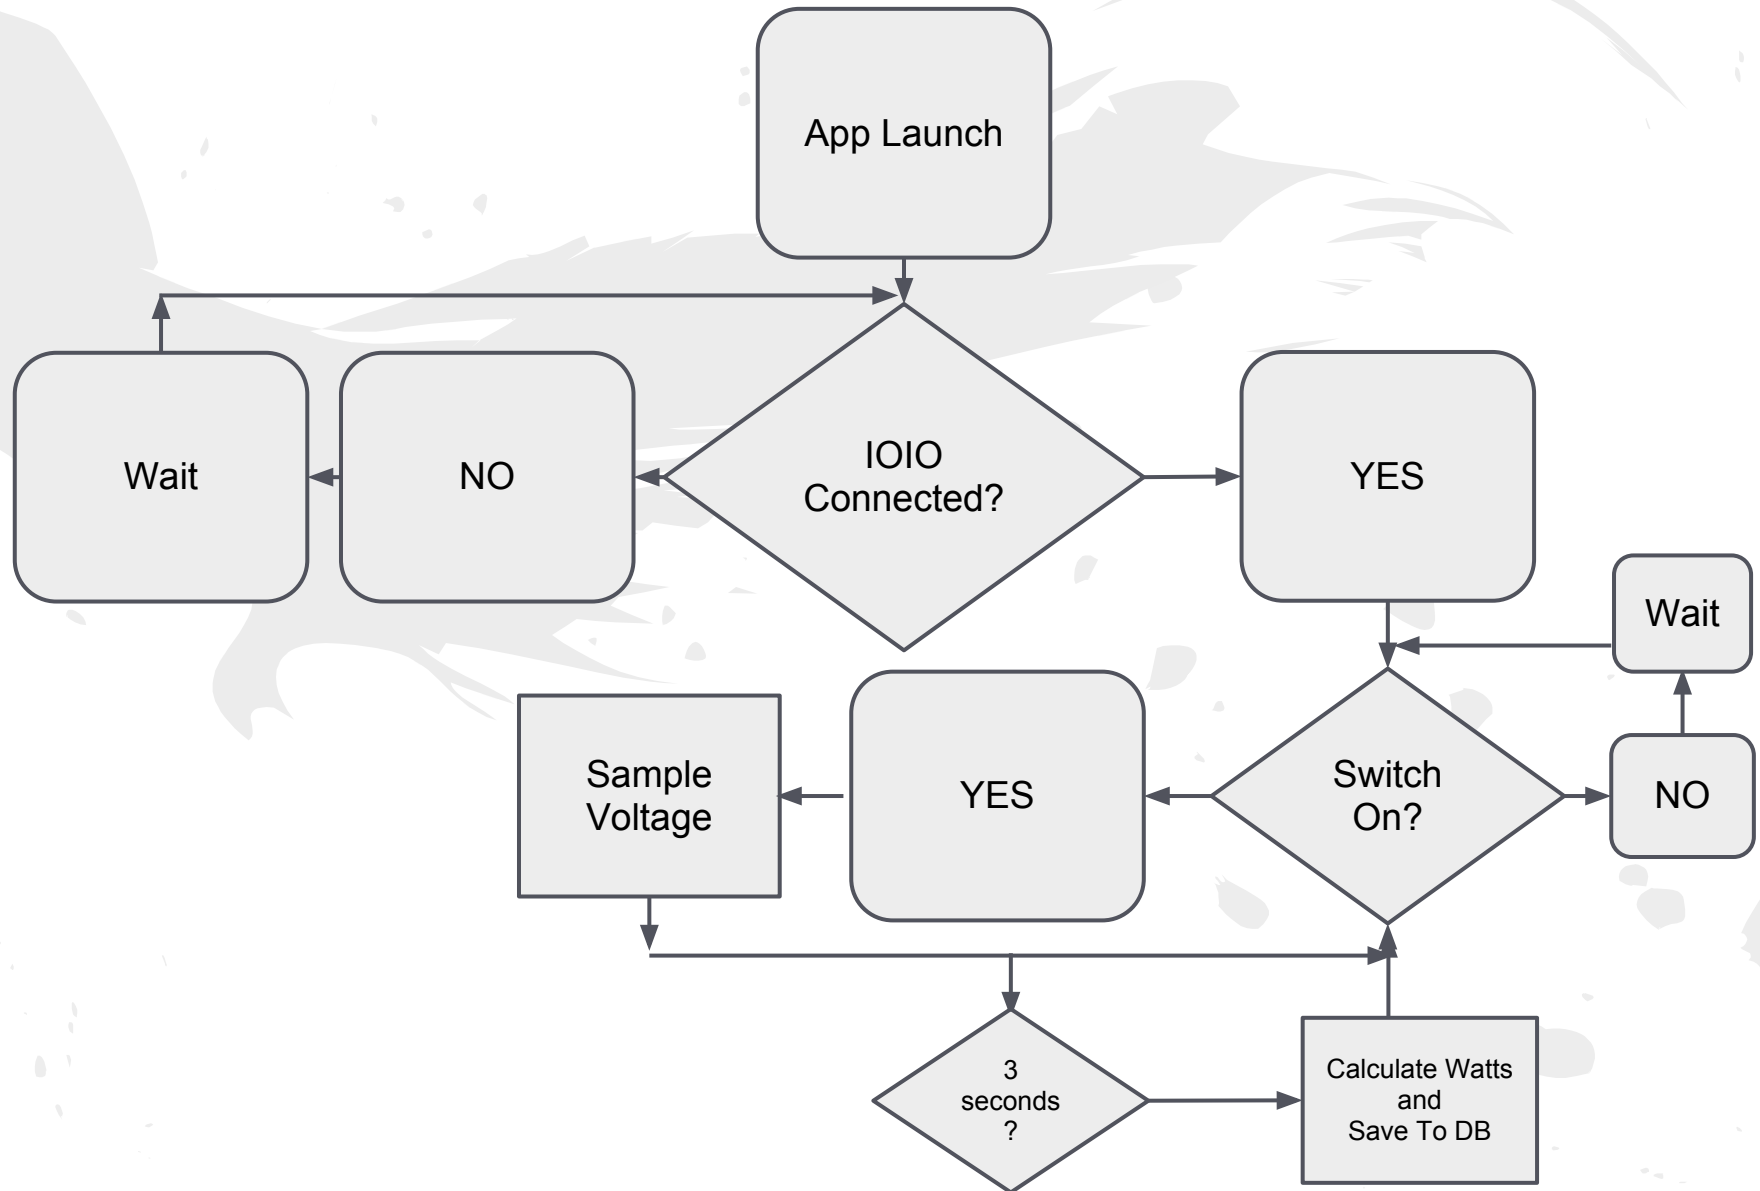 App Launch
Wait
NO
IOIO
Connected?
YES
Wait
Sample
Voltage
YES
Switch
On?
NO
3
seconds
?
Calculate Watts
and
Save To DB